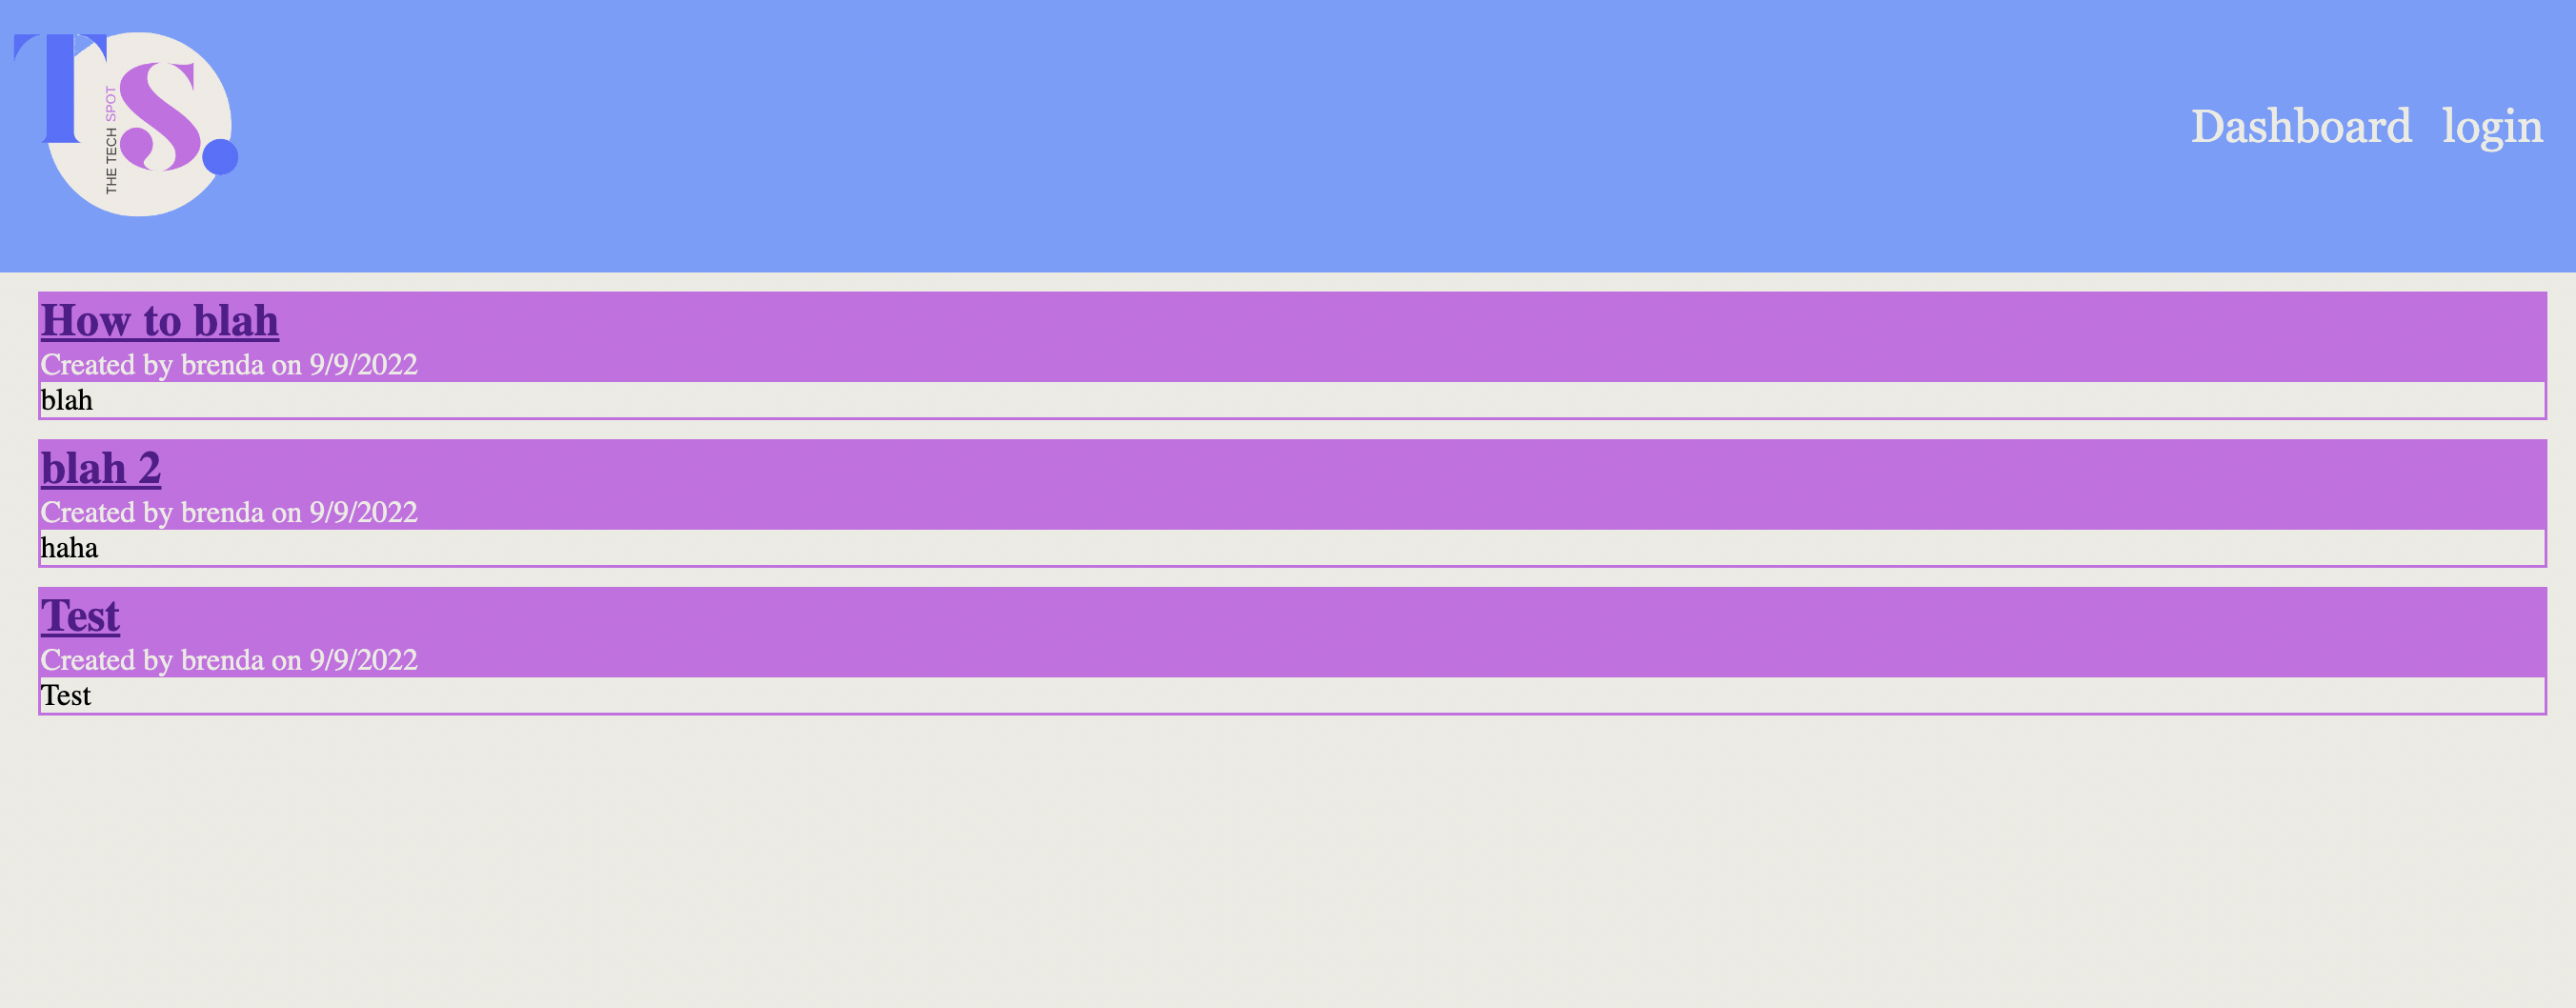 TS.
THE TECH SPOT
Dashboard login
How to blah
Created by brenda on 9/9/2022
blah
blah 2
Created by brenda on 9/9/2022
haha
Test
Created by brenda on 9/9/2022
Test